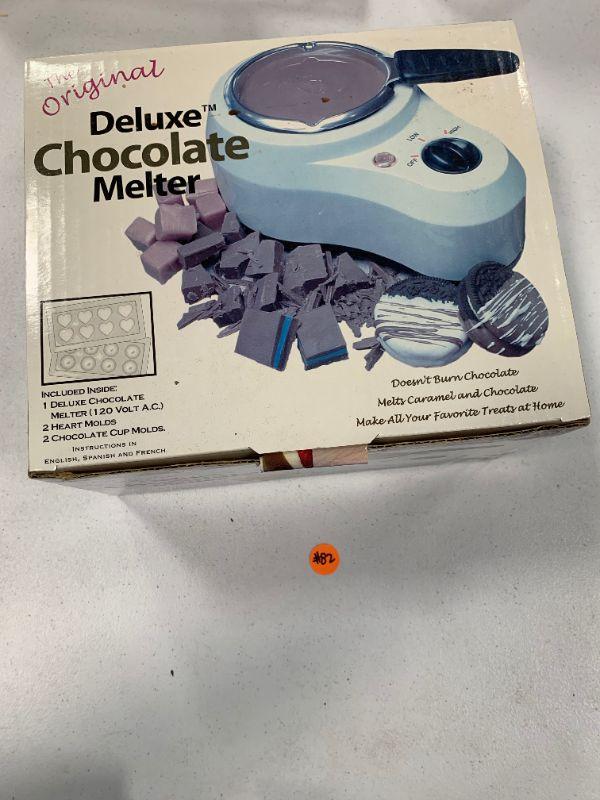 The
Original
Deluxe™
Chocolate
Melter
OFF LOW HIGH
INCLUDED INSIDE:
1 DELUXE CHOCOLATE
MELTER (120 VOLT A.C.)
2 HEART MOLDS
2 CHOCOLATE CUP MOLDS.
INSTRUCTIONS IN
ENGLISH, SPANISH AND FRENCH
Doesn't Burn Chocolate
Melts Caramel and Chocolate
Make All Your Favorite Treats at Home
#82